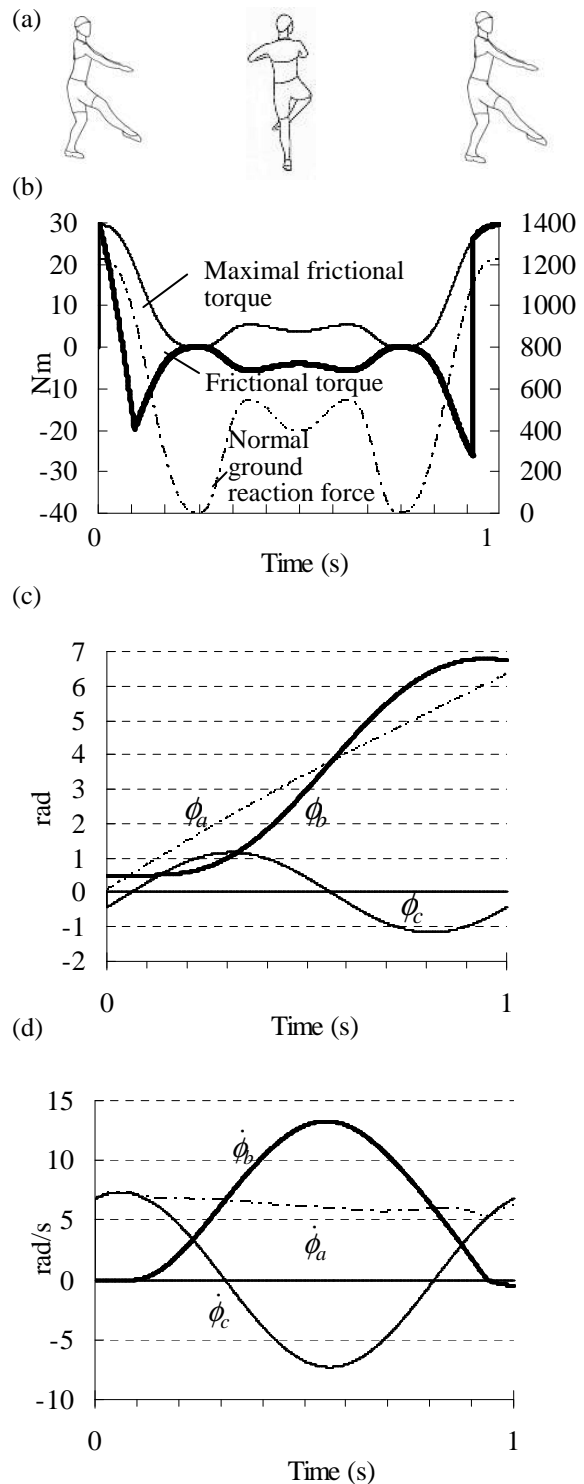 (a)
(b)
30
20
10
0
-10
-20
-30
-40
Nm
1400
1200
1000
800
600
400
200
0
Maximal frictional
torque
Frictional torque
Normal
ground
reaction force
0
1
Time (s)
(c)
7
6
5
4
3
2
1
0
-1
-2
rad
ϕa
ϕb
ϕc
0
1
Time (s)
(d)
15
10
5
0
-5
-10
rad/s
ϕ̇b
ϕ̇a
ϕ̇c
0
1
Time (s)